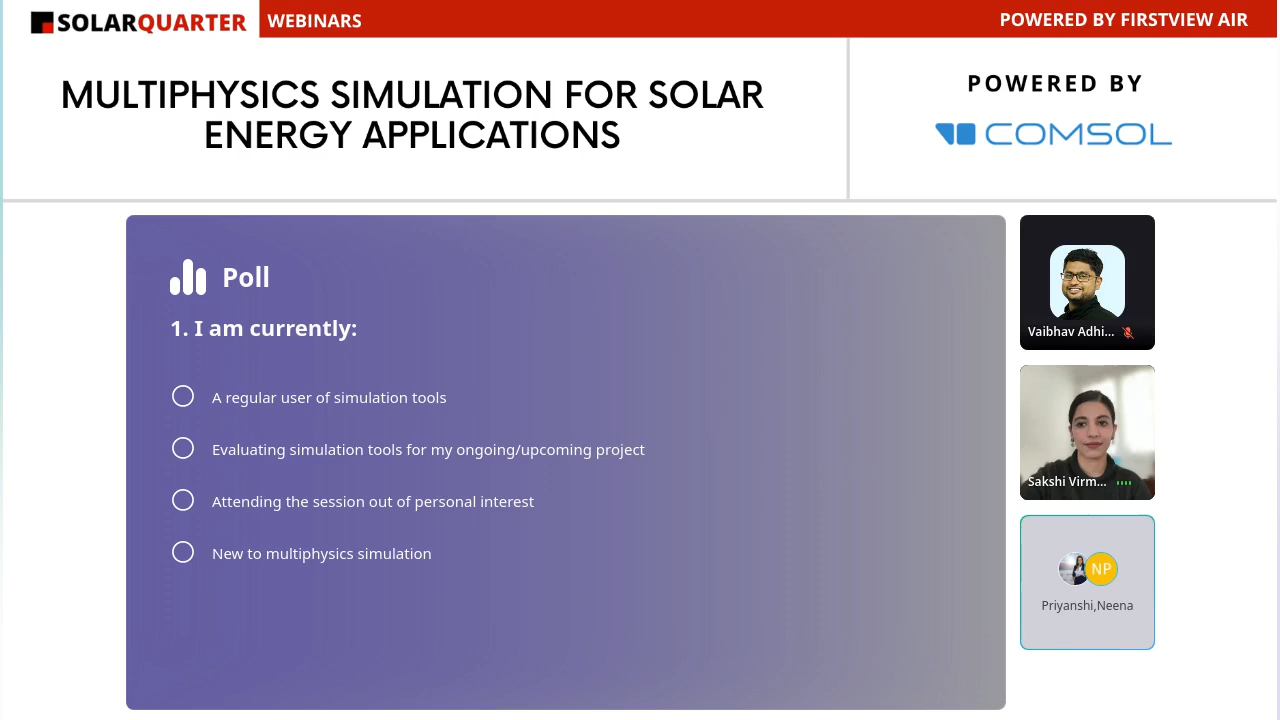 SOLARQUARTER WEBINARS
POWERED BY FIRSTVIEW AIR
MULTIPHYSICS SIMULATION FOR SOLAR
ENERGY APPLICATIONS
POWERED BY
COMSOL
Poll
1. I am currently:
A regular user of simulation tools
Evaluating simulation tools for my ongoing/upcoming project
Attending the session out of personal interest
New to multiphysics simulation
Vaibhav Adhi...
Sakshi Virm...
NP
Priyanshi,Neena